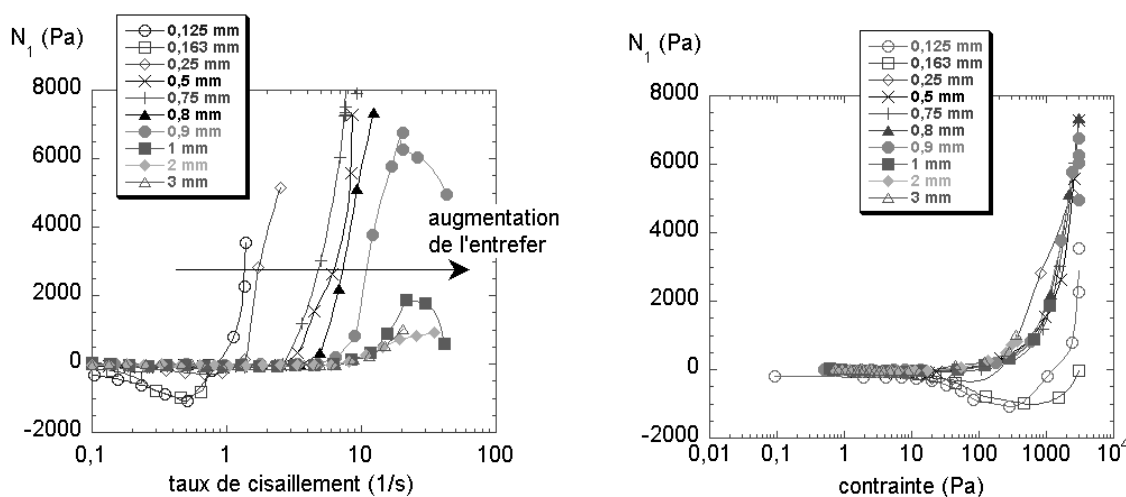 N₁ (Pa)
0,125 mm
0,163 mm
0,25 mm
0,5 mm
0,75 mm
0,8 mm
0,9 mm
1 mm
2 mm
3 mm
8000
6000
4000
2000
0
-2000
0,1
1
10
100
taux de cisaillement (1/s)
augmentation
de l'entrefer
N₁ (Pa)
0,125 mm
0,163 mm
0,25 mm
0,5 mm
0,75 mm
0,8 mm
0,9 mm
1 mm
2 mm
3 mm
8000
6000
4000
2000
0
-2000
0,01
0,1
1
10
100
1000
10⁴
contrainte (Pa)